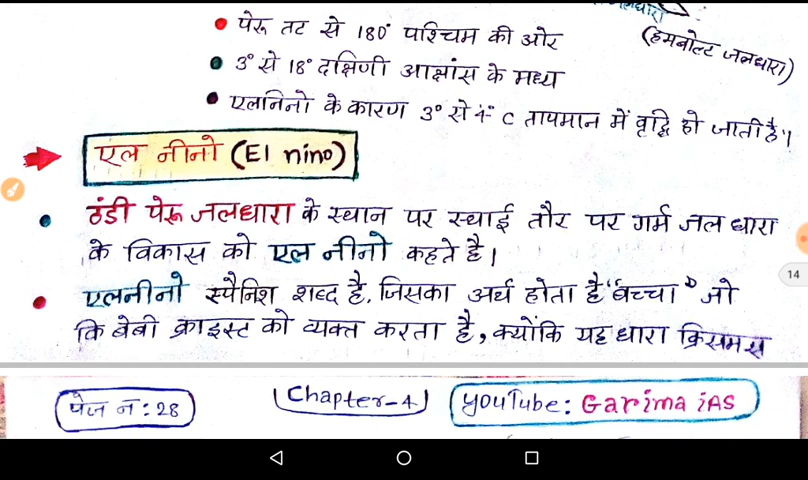 जलधारा
पेरू तट से 180° पश्चिम की ओर
(हमबोल्ट जलधारा)
3° से 18° दक्षिणी आक्षांस के मध्य
एलनिनो के कारण 3° से 4° C तापमान में वृद्धि हो जाती है।
एल नीनो (El nino)
ठंडी पेरू जलधारा के स्थान पर स्थाई तौर पर गर्म जल धारा
के विकास को एल नीनो कहते है।
14
एलनीनो स्पैनिश शब्द है, जिसका अर्थ होता है "बच्चा" जो
कि बेबी क्राइस्ट को व्यक्त करता है, क्योंकि यह धारा क्रिसमस
पेज न: 28
Chapter-4
YouTube: Garima iAS